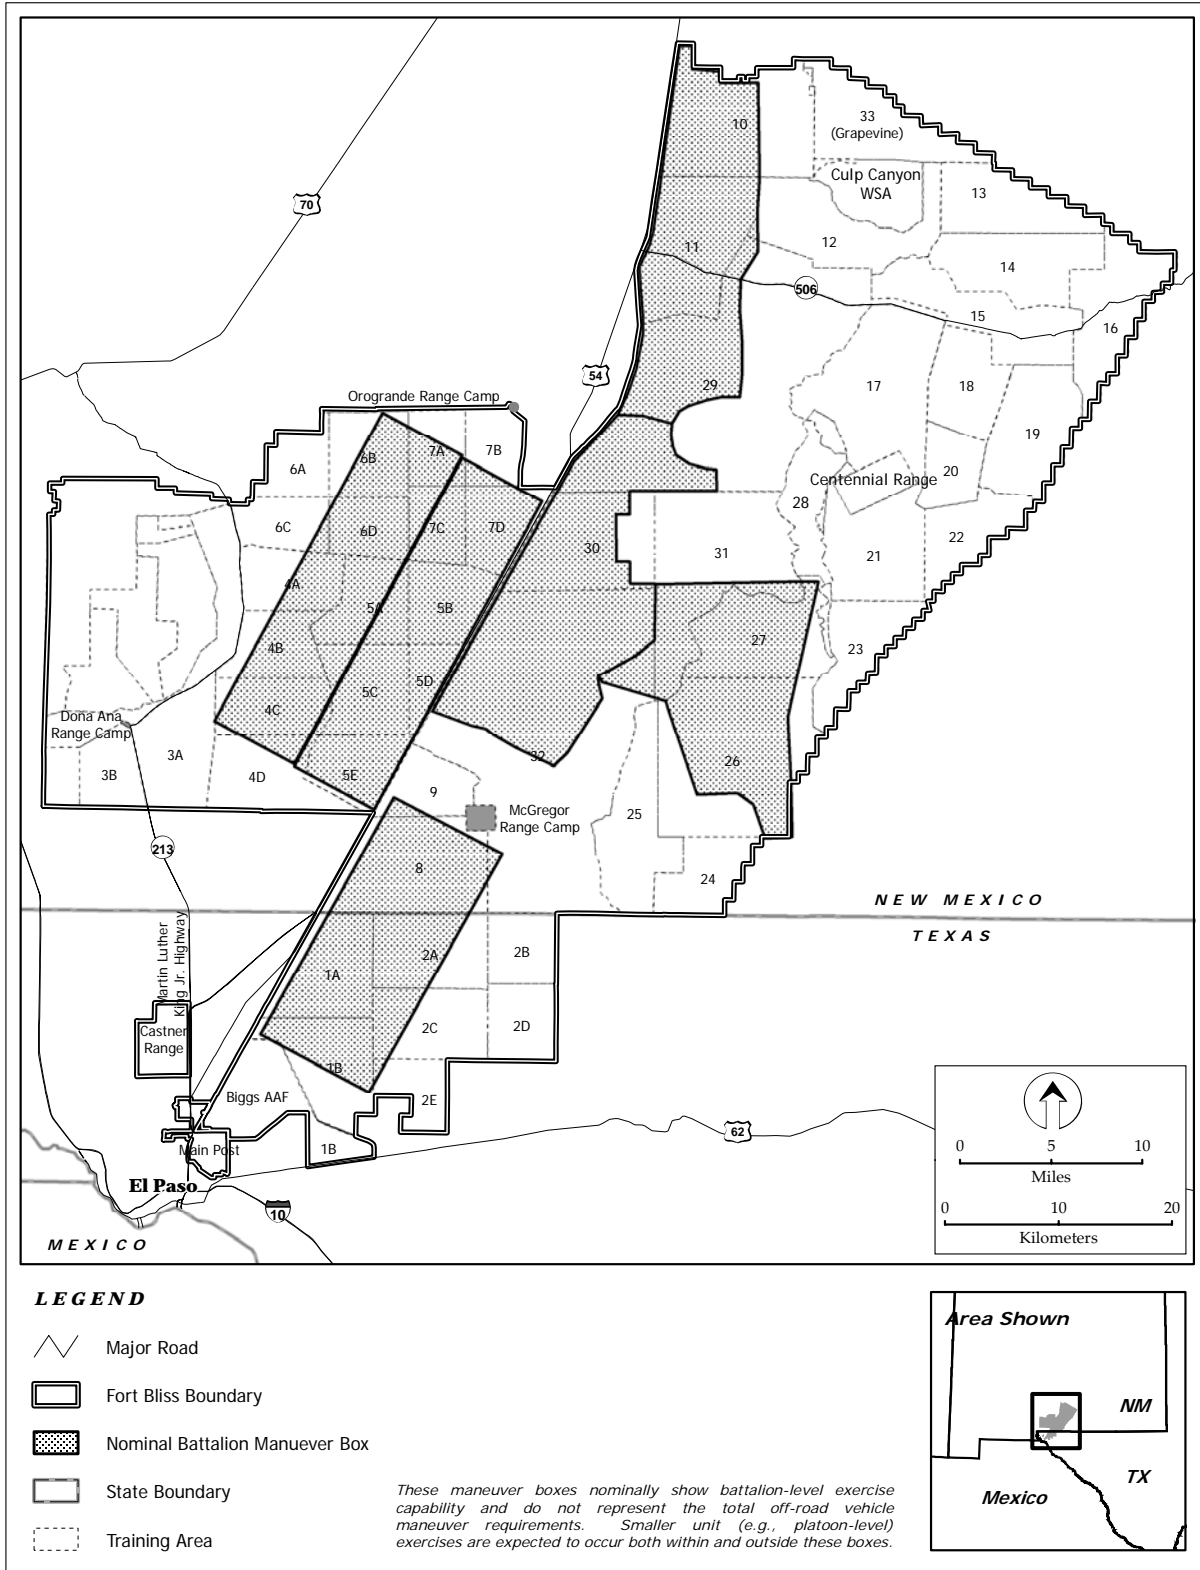 10
33
(Grapevine)
Culp Canyon
WSA
13
70
12
11
14
506
15
16
54
29
17
18
19
Orogrande Range Camp
6A
6B
7A
7B
20
Centennial Range
28
6C
6D
7C
7D
30
31
21
22
4A
5A
5B
27
23
4B
5C
5D
4C
Dona Ana
Range Camp
3A
3B
4D
5E
32
26
9
McGregor
Range Camp
25
213
8
24
NEW MEXICO
TEXAS
Martin Luther
King Jr. Highway
1A
2A
2B
2C
2D
Castner
Range
1B
Biggs AAF
2E
Main Post
1B
62
El Paso
10
MEXICO
0 5 10
Miles
0 10 20
Kilometers
LEGEND
Major Road
Fort Bliss Boundary
Nominal Battalion Manuever Box
State Boundary
Training Area
These maneuver boxes nominally show battalion-level exercise
capability and do not represent the total off-road vehicle
maneuver requirements. Smaller unit (e.g., platoon-level)
exercises are expected to occur both within and outside these boxes.
Area Shown
NM
TX
Mexico